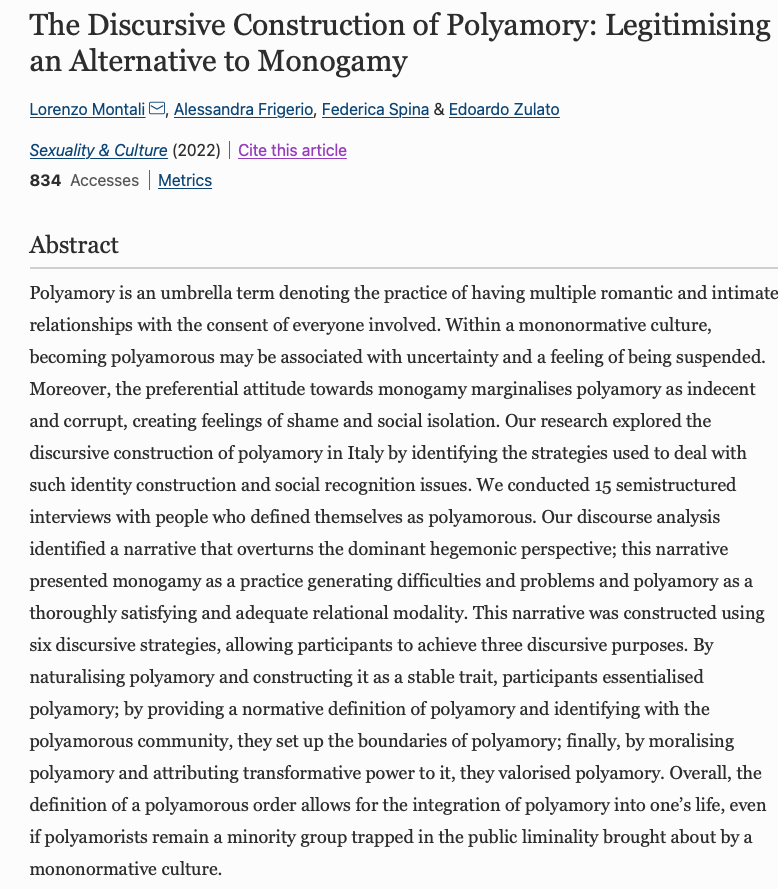 The Discursive Construction of Polyamory: Legitimising
an Alternative to Monogamy
Lorenzo Montali, Alessandra Frigerio, Federica Spina & Edoardo Zulato
Sexuality & Culture (2022) | Cite this article
834 Accesses | Metrics
Abstract
Polyamory is an umbrella term denoting the practice of having multiple romantic and intimate
relationships with the consent of everyone involved. Within a mononormative culture,
becoming polyamorous may be associated with uncertainty and a feeling of being suspended.
Moreover, the preferential attitude towards monogamy marginalises polyamory as indecent
and corrupt, creating feelings of shame and social isolation. Our research explored the
discursive construction of polyamory in Italy by identifying the strategies used to deal with
such identity construction and social recognition issues. We conducted 15 semistructured
interviews with people who defined themselves as polyamorous. Our discourse analysis
identified a narrative that overturns the dominant hegemonic perspective; this narrative
presented monogamy as a practice generating difficulties and problems and polyamory as a
thoroughly satisfying and adequate relational modality. This narrative was constructed using
six discursive strategies, allowing participants to achieve three discursive purposes. By
naturalising polyamory and constructing it as a stable trait, participants essentialised
polyamory; by providing a normative definition of polyamory and identifying with the
polyamorous community, they set up the boundaries of polyamory; finally, by moralising
polyamory and attributing transformative power to it, they valorised polyamory. Overall, the
definition of a polyamorous order allows for the integration of polyamory into one’s life, even
if polyamorists remain a minority group trapped in the public liminality brought about by a
mononormative culture.